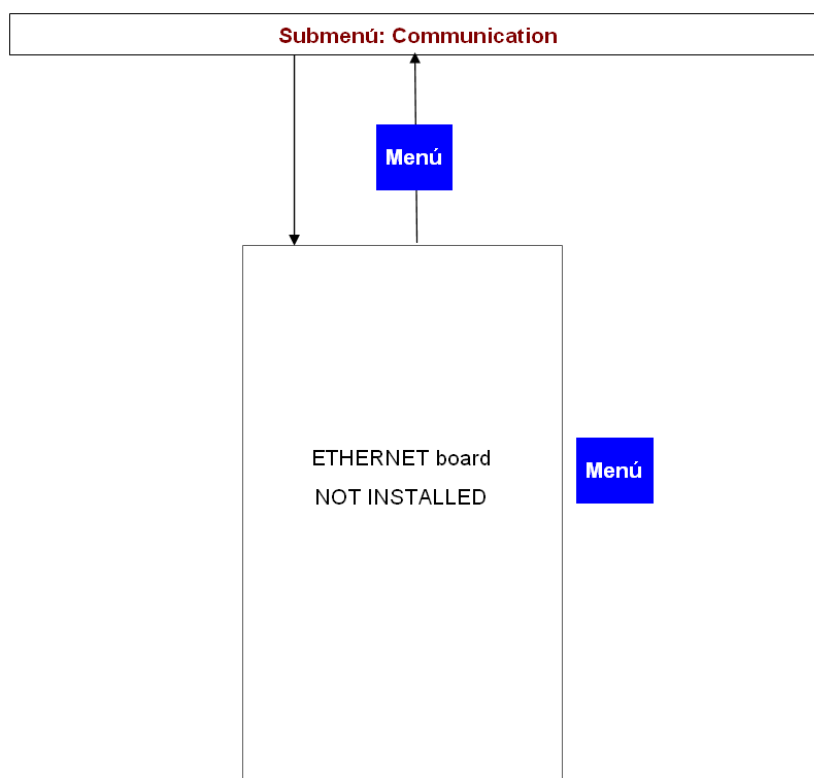 Submenú: Communication
Menú
ETHERNET board
NOT INSTALLED
Menú